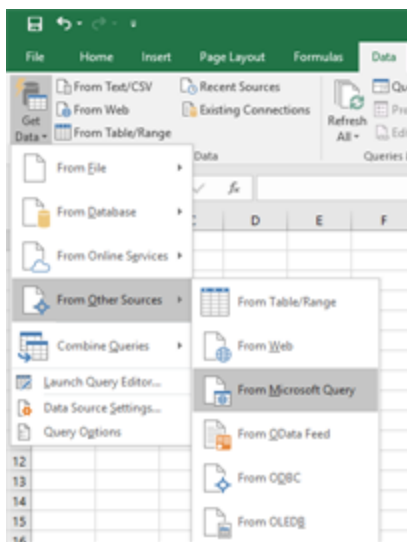 File Home Insert Page Layout Formulas Data
From Text/CSV Recent Sources
Get From Web Existing Connections Refresh
Data From Table/Range All
Data Queries
From File
fx
From Database
D E F
From Online Services
From Other Sources
From Table/Range
Combine Queries
From Web
Launch Query Editor...
From Microsoft Query
Data Source Settings...
Query Options
From OData Feed
12
13
From ODBC
14
15
From OLEDB
16